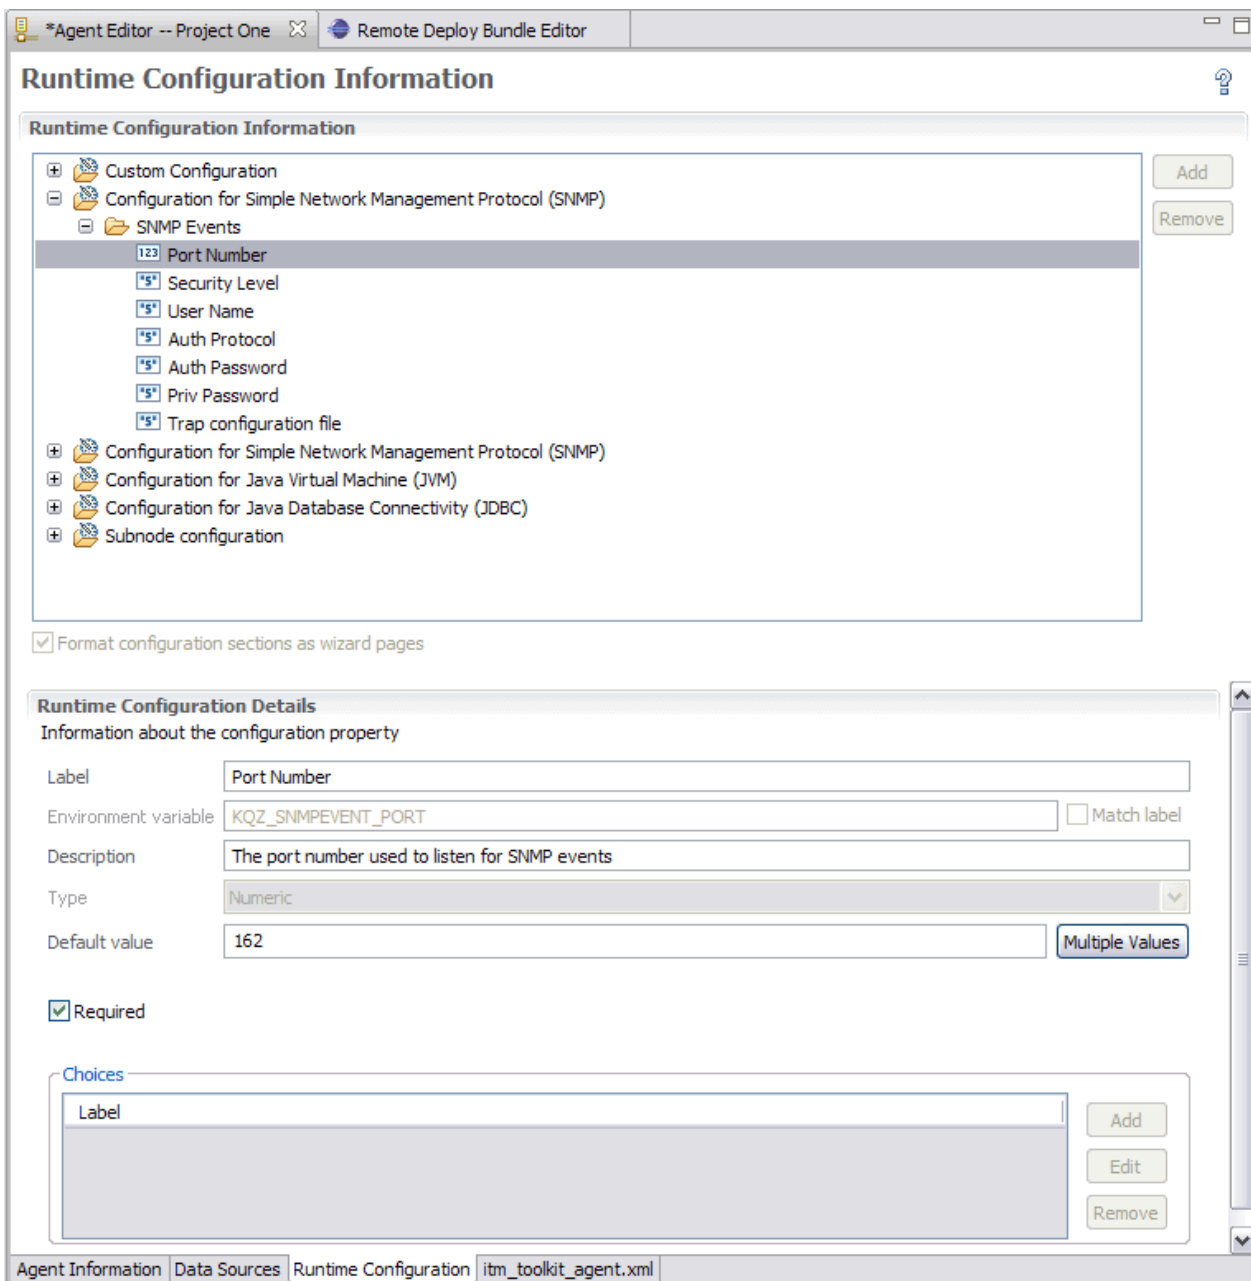 *Agent Editor -- Project One Remote Deploy Bundle Editor
Runtime Configuration Information
Runtime Configuration Information
Custom Configuration
Add
Configuration for Simple Network Management Protocol (SNMP)
Remove
SNMP Events
123 Port Number
"S" Security Level
"S" User Name
"S" Auth Protocol
"S" Auth Password
"S" Priv Password
"S" Trap configuration file
Configuration for Simple Network Management Protocol (SNMP)
Configuration for Java Virtual Machine (JVM)
Configuration for Java Database Connectivity (JDBC)
Subnode configuration
Format configuration sections as wizard pages
Runtime Configuration Details
Information about the configuration property
Label Port Number
Environment variable KQZ_SNMPEVENT_PORT Match label
Description The port number used to listen for SNMP events
Type Numeric
Default value 162 Multiple Values
Required
Choices
Label
Add
Edit
Remove
Agent Information Data Sources Runtime Configuration itm_toolkit_agent.xml